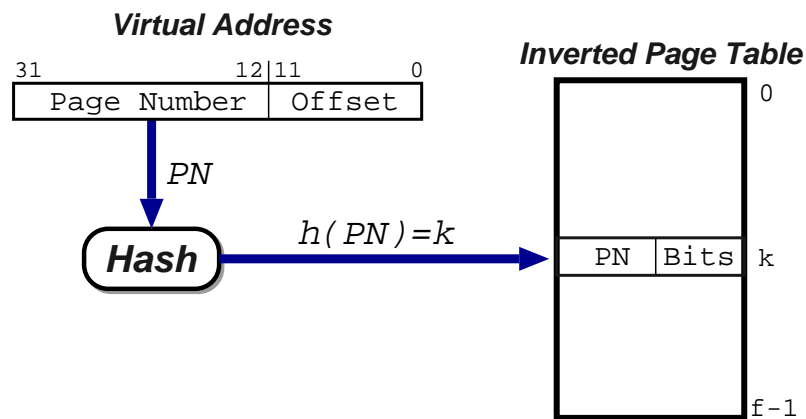 Virtual Address
31 12 11 0
Page Number Offset
PN
Hash
h(PN)=k
Inverted Page Table
0
PN Bits k
f-1